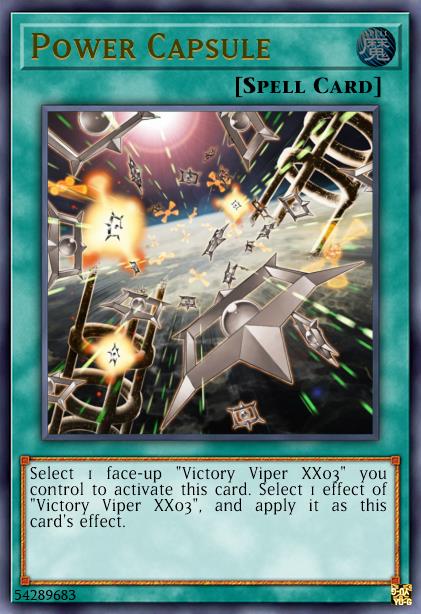 Power Capsule
魔
[Spell Card]
Select 1 face-up "Victory Viper XX03" you
control to activate this card. Select 1 effect of
"Victory Viper XX03", and apply it as this
card's effect.
54289683